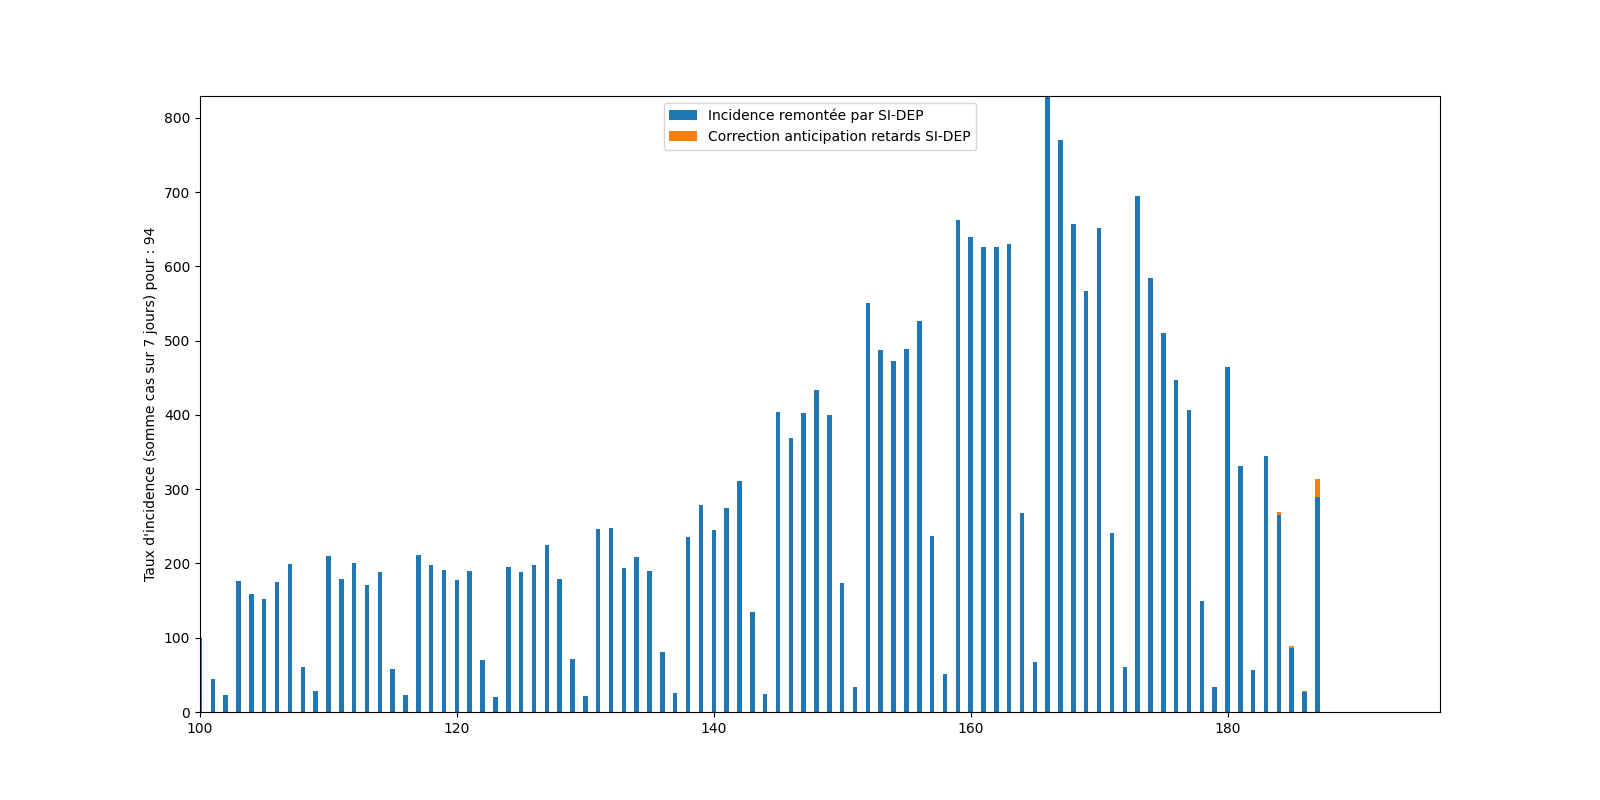 Incidence remontée par SI-DEP
Correction anticipation retards SI-DEP
Taux d'incidence (somme cas sur 7 jours) pour : 94
800
700
600
500
400
300
200
100
0
100 120 140 160 180